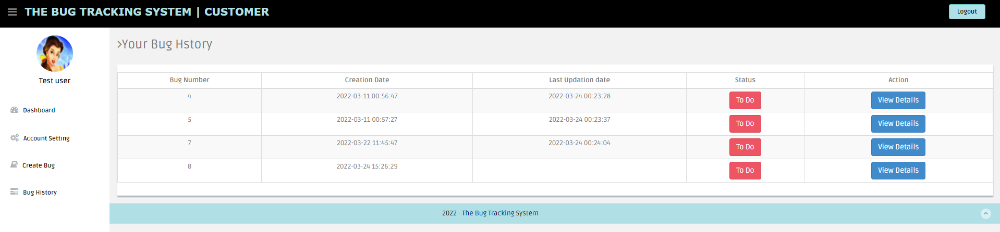 THE BUG TRACKING SYSTEM | CUSTOMER
Logout
Test user
Dashboard
Account Setting
Create Bug
Bug History
>Your Bug Hstory
Bug Number Creation Date Last Updation date Status Action
4 2022-03-11 00:56:47 2022-03-24 00:23:28 To Do View Details
5 2022-03-11 00:57:27 2022-03-24 00:23:37 To Do View Details
7 2022-03-22 11:45:47 2022-03-24 00:24:04 To Do View Details
8 2022-03-24 15:26:29 To Do View Details
2022 - The Bug Tracking System